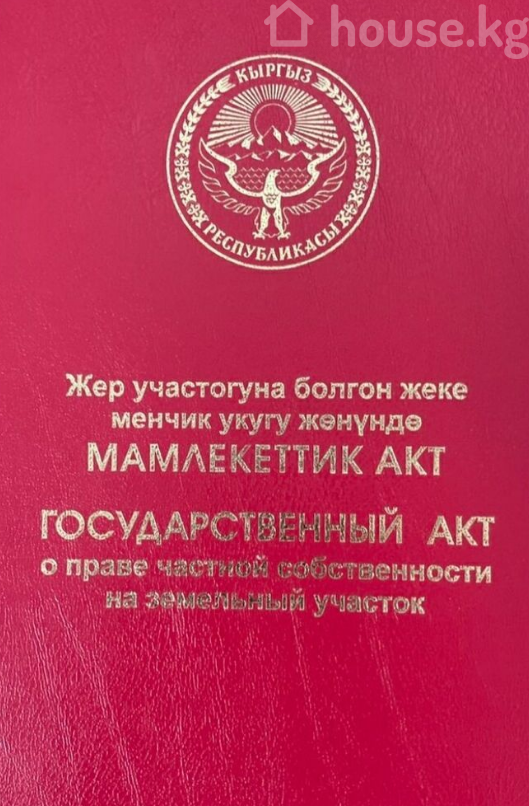 house.kg
КЫРГЫЗ
РЕСПУБЛИКАСЫ
Жер участогуна болгон жеке
менчик укугу жөнүндө
МАМЛЕКЕТТИК АКТ
ГОСУДАРСТВЕННЫЙ АКТ
о праве частной собственности
на земельный участок